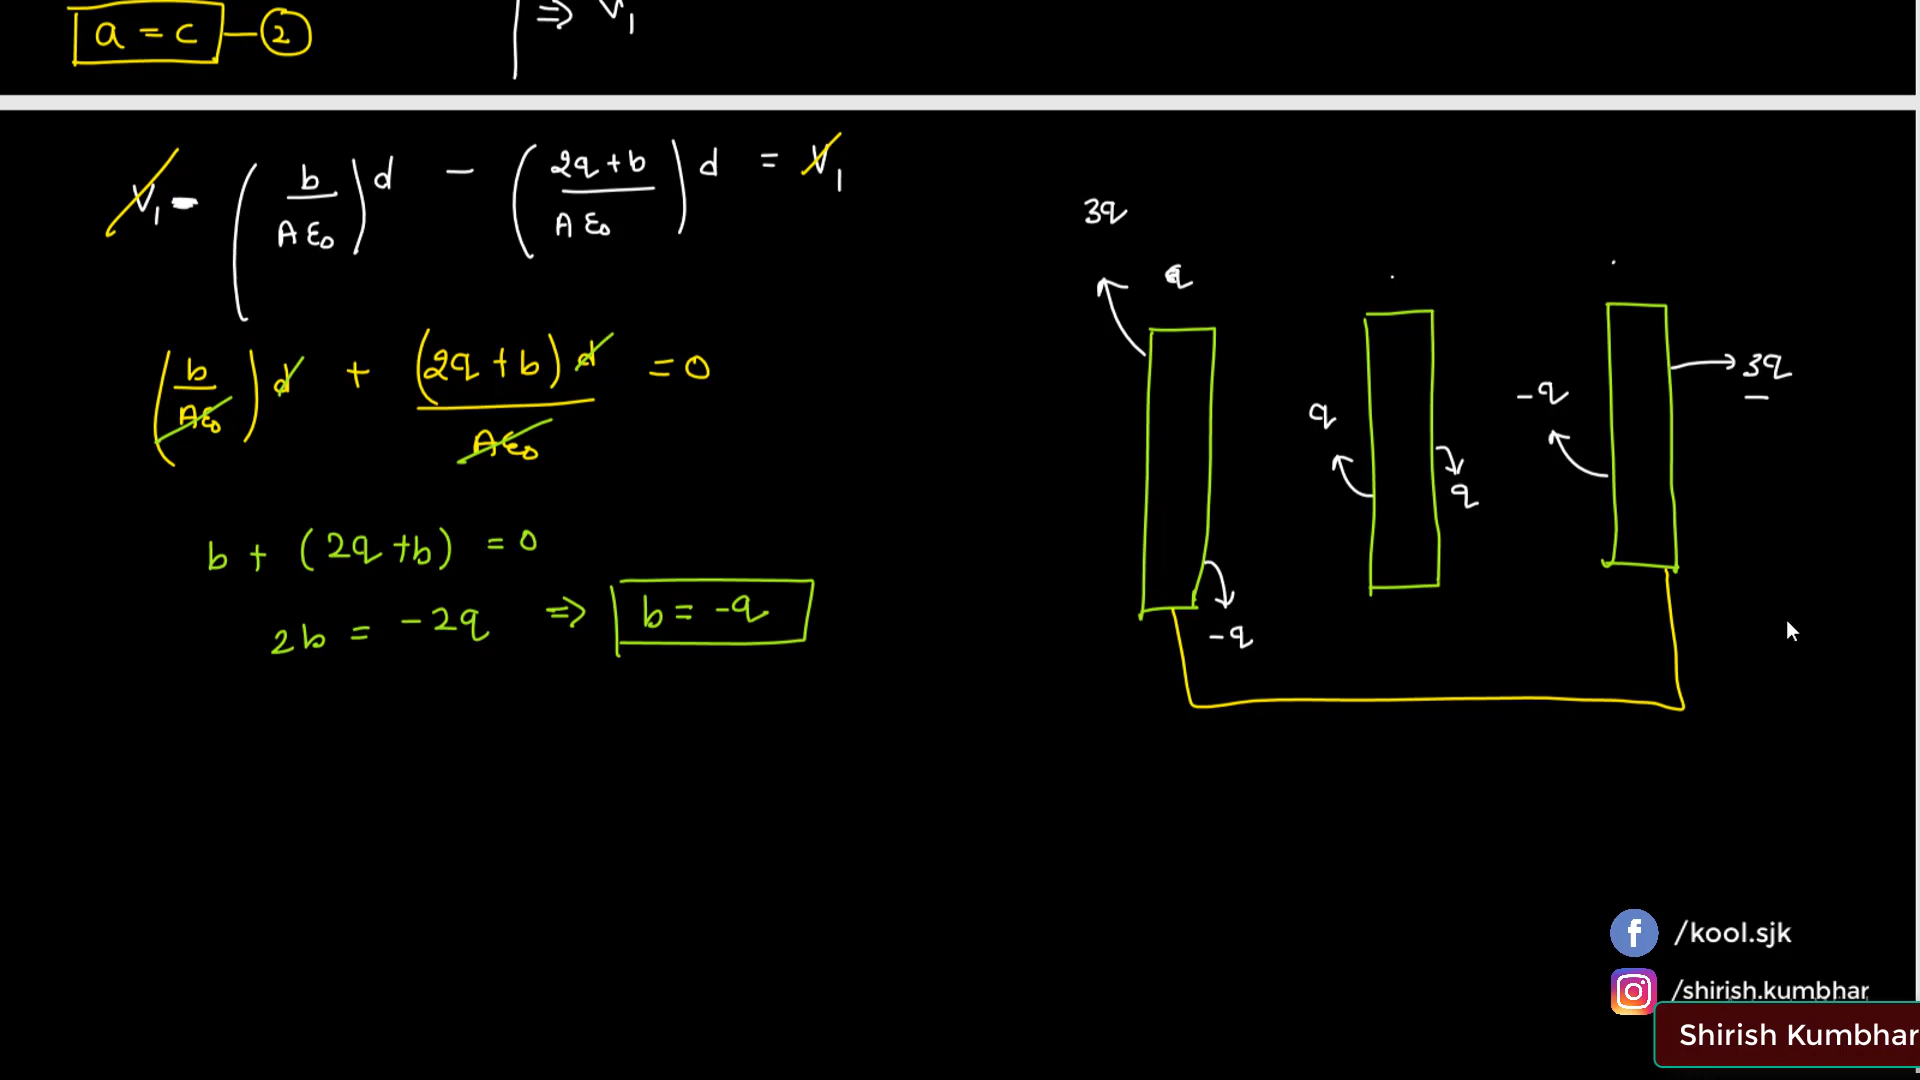 a = c — 2
⇒ V₁
V₁ - (b/Aε₀)d - (2q+b/Aε₀)d = V₁
(b/Aε₀)d + (2q+b)d/Aε₀ = 0
b + (2q+b) = 0
2b = -2q ⇒ b = -q
3q
q
3q
-q
q
q
-q
/kool.sjk
/shirish.kumbhar
Shirish Kumbhar